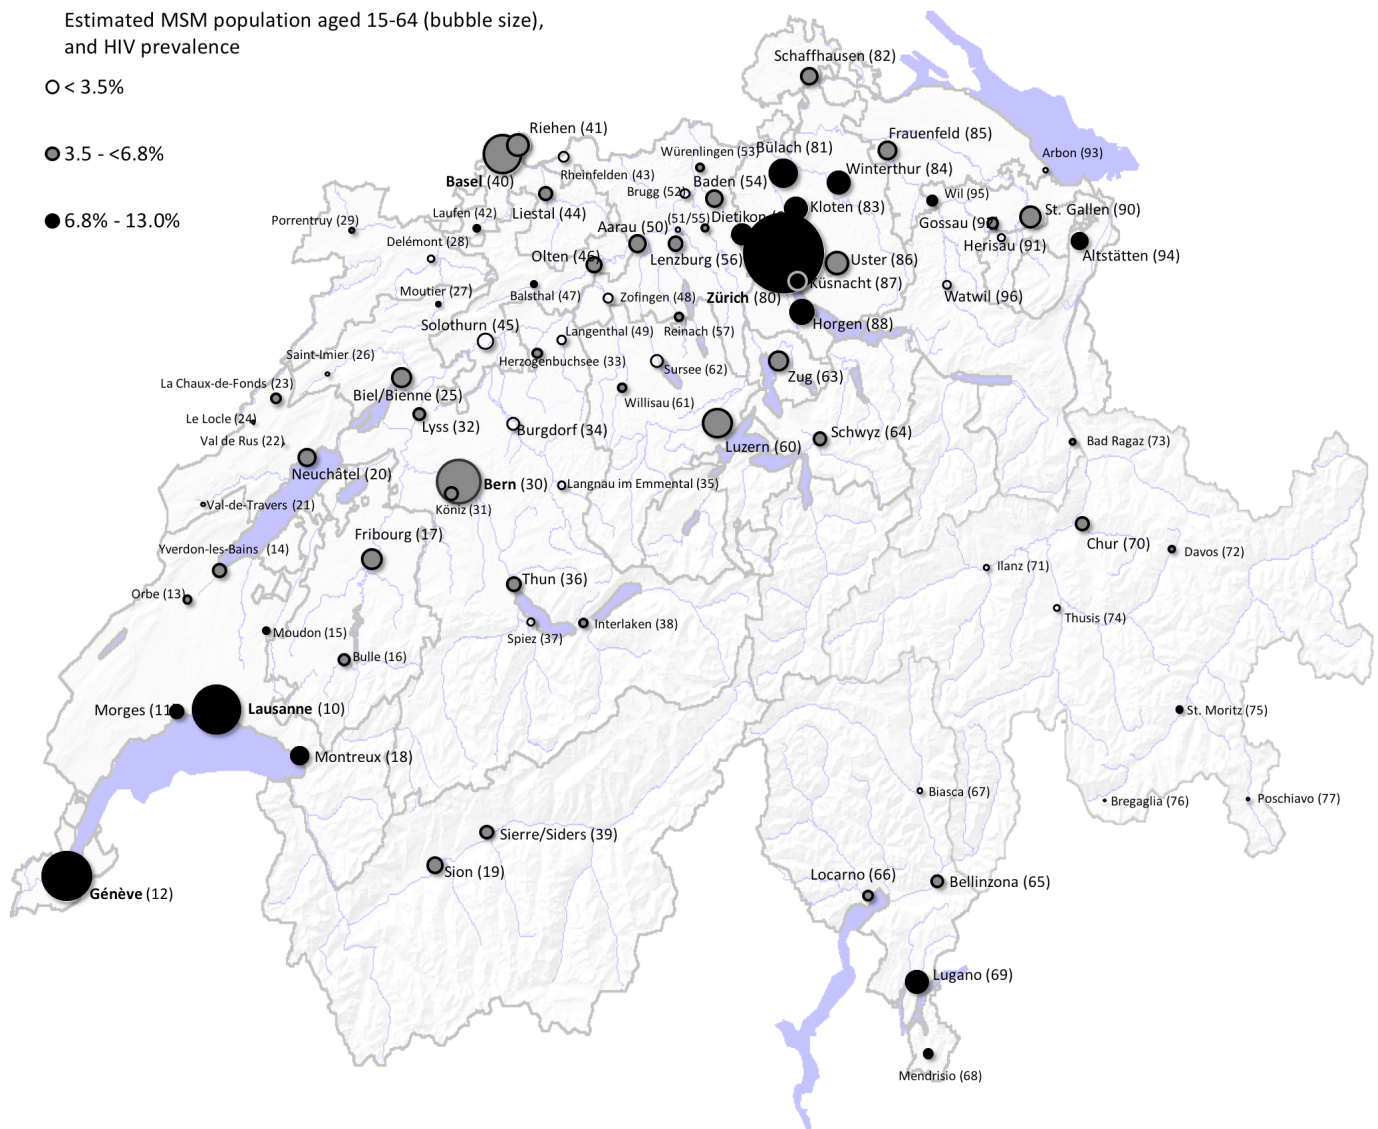 Estimated MSM population aged 15-64 (bubble size),
and HIV prevalence
< 3.5%
3.5 - <6.8%
6.8% - 13.0%
Schaffhausen (82)
Riehen (41)
Frauenfeld (85)
Würenlingen (53)
Bülach (81)
Arbon (93)
Basel (40)
Rheinfelden (43)
Winterthur (84)
Brugg (52)
Baden (54)
Wil (95)
Laufen (42)
Liestal (44)
Kloten (83)
St. Gallen (90)
Porrentruy (29)
(51/55)
Dietikon
Gossau (92)
Aarau (50)
Delémont (28)
Herisau (91)
Olten (46)
Lenzburg (56)
Uster (86)
Altstätten (94)
Moutier (27)
Balsthal (47)
Zofingen (48)
Zürich (80)
Küsnacht (87)
Watwil (96)
Solothurn (45)
Langenthal (49)
Reinach (57)
Horgen (88)
Saint-Imier (26)
Herzogenbuchsee (33)
Sursee (62)
Zug (63)
La Chaux-de-Fonds (23)
Biel/Bienne (25)
Willisau (61)
Le Locle (24)
Lyss (32)
Burgdorf (34)
Schwyz (64)
Val de Rus (22)
Luzern (60)
Bad Ragaz (73)
Neuchâtel (20)
Bern (30)
Langnau im Emmental (35)
Val-de-Travers (21)
Köniz (31)
Fribourg (17)
Chur (70)
Davos (72)
Yverdon-les-Bains (14)
Ilanz (71)
Thun (36)
Orbe (13)
Thusis (74)
Moudon (15)
Spiez (37)
Interlaken (38)
Bulle (16)
Morges (11)
Lausanne (10)
St. Moritz (75)
Montreux (18)
Biasca (67)
Bregaglia (76)
Poschiavo (77)
Sierre/Siders (39)
Sion (19)
Locarno (66)
Bellinzona (65)
Génève (12)
Lugano (69)
Mendrisio (68)